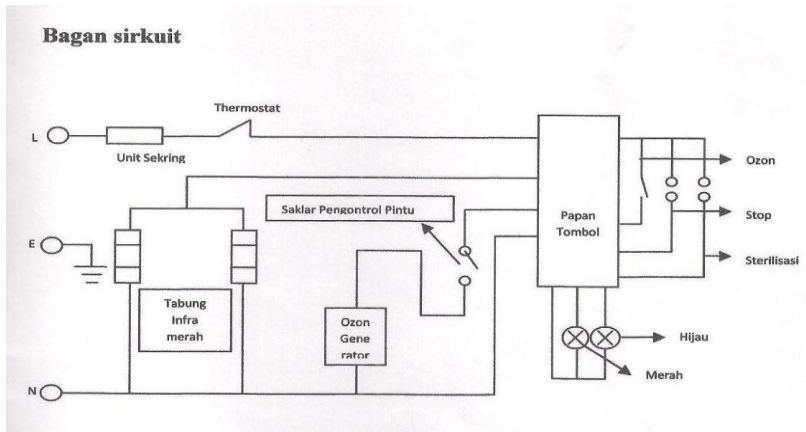 Bagan sirkuit
Thermostat
L
Unit Sekring
Ozon
Saklar Pengontrol Pintu
Papan
Tombol
Stop
E
Sterilisasi
Tabung
Infra
merah
Ozon
Gene
rator
Hijau
Merah
N